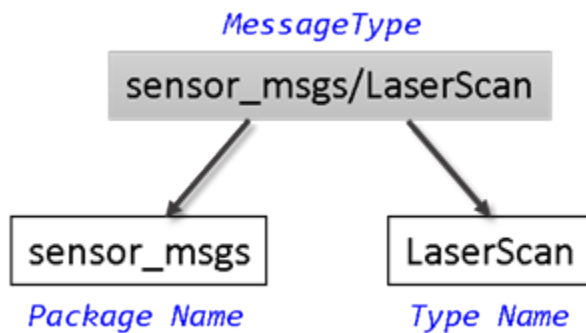 MessageType
sensor_msgs/LaserScan
sensor_msgs
LaserScan
Package Name
Type Name